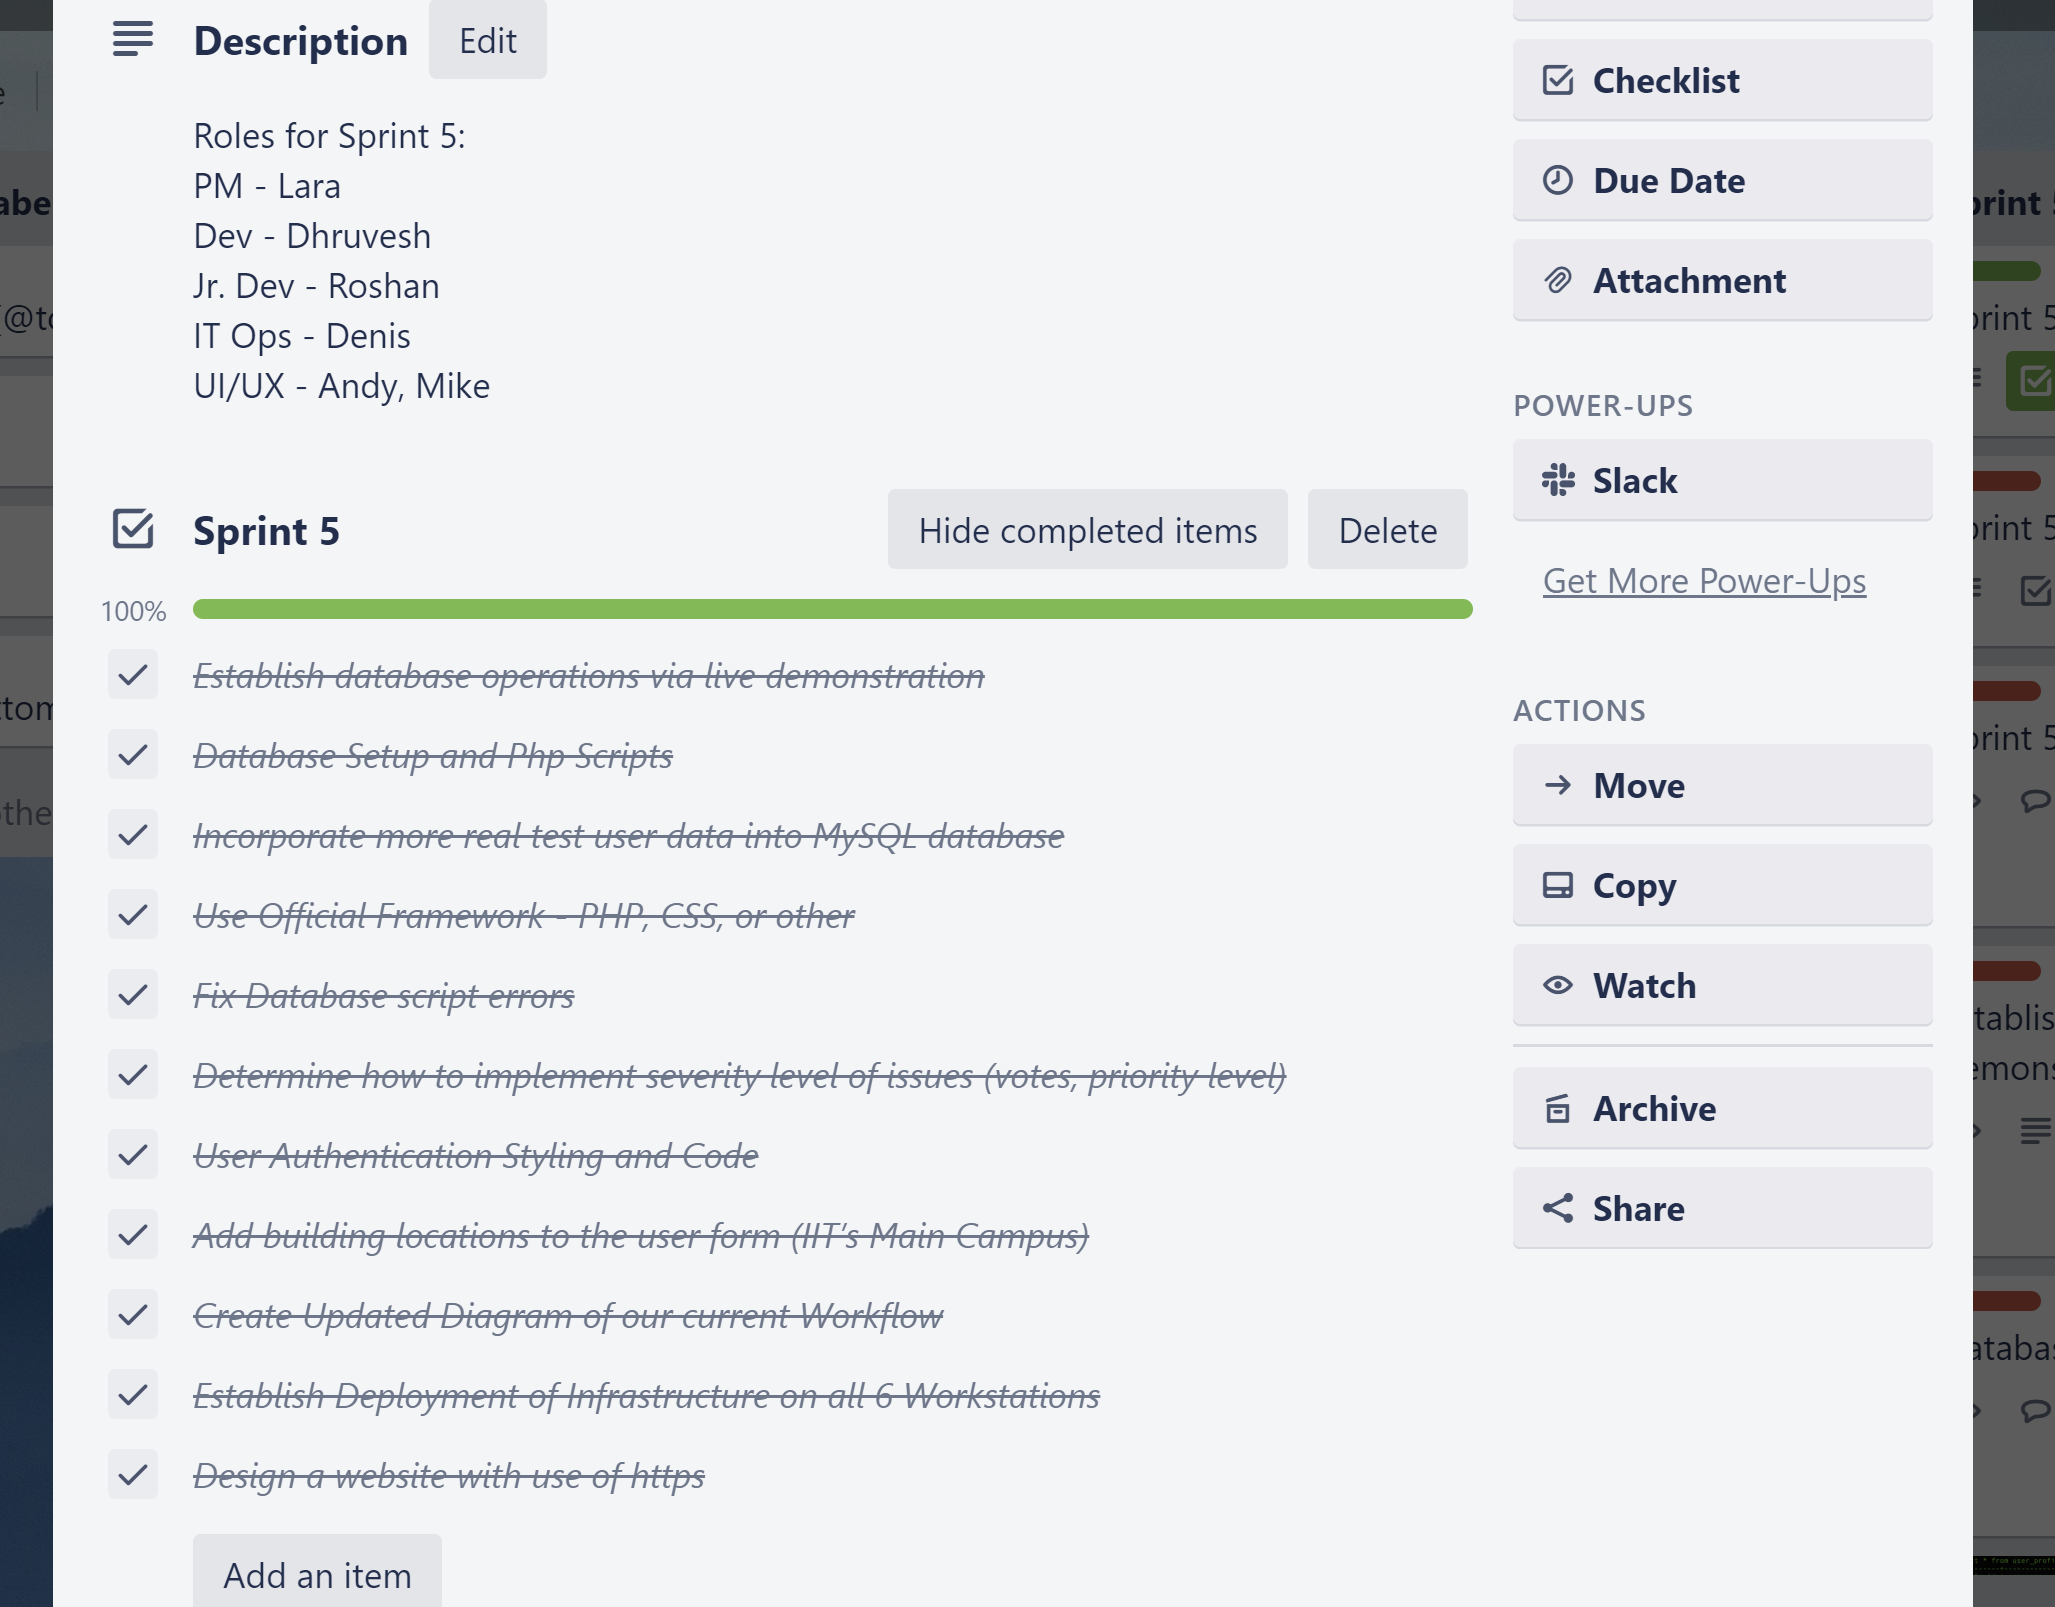 Description
Edit
Roles for Sprint 5:
PM - Lara
Dev - Dhruvesh
Jr. Dev - Roshan
IT Ops - Denis
UI/UX - Andy, Mike
Sprint 5
Hide completed items
Delete
100%
Establish database operations via live demonstration
Database Setup and Php Scripts
Incorporate more real test user data into MySQL database
Use Official Framework - PHP, CSS, or other
Fix Database script errors
Determine how to implement severity level of issues (votes, priority level)
User Authentication Styling and Code
Add building locations to the user form (IIT's Main Campus)
Create Updated Diagram of our current Workflow
Establish Deployment of Infrastructure on all 6 Workstations
Design a website with use of https
Add an item
Checklist
Due Date
Attachment
POWER-UPS
Slack
Get More Power-Ups
ACTIONS
Move
Copy
Watch
Archive
Share